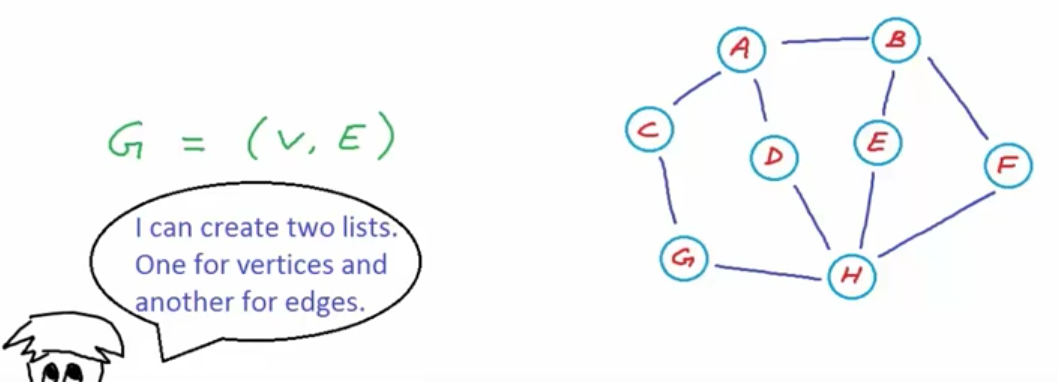 G = (V, E)
I can create two lists.
One for vertices and
another for edges.
A
B
C
D
E
F
G
H